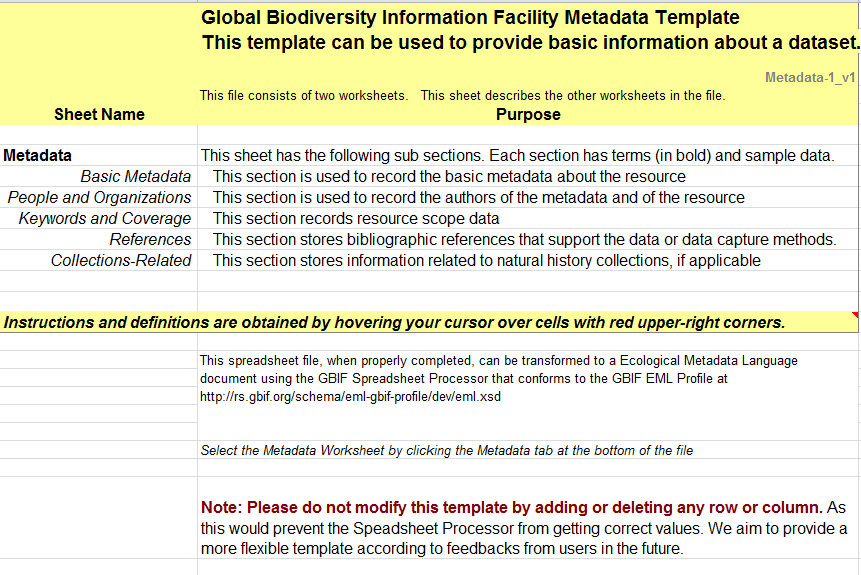 Global Biodiversity Information Facility Metadata Template
This template can be used to provide basic information about a dataset.
Metadata-1_v1
This file consists of two worksheets. This sheet describes the other worksheets in the file.
Sheet Name Purpose
Metadata This sheet has the following sub sections. Each section has terms (in bold) and sample data.
Basic Metadata This section is used to record the basic metadata about the resource
People and Organizations This section is used to record the authors of the metadata and of the resource
Keywords and Coverage This section records resource scope data
References This section stores bibliographic references that support the data or data capture methods.
Collections-Related This section stores information related to natural history collections, if applicable
Instructions and definitions are obtained by hovering your cursor over cells with red upper-right corners.
This spreadsheet file, when properly completed, can be transformed to a Ecological Metadata Language
document using the GBIF Spreadsheet Processor that conforms to the GBIF EML Profile at
http://rs.gbif.org/schema/eml-gbif-profile/dev/eml.xsd
Select the Metadata Worksheet by clicking the Metadata tab at the bottom of the file
Note: Please do not modify this template by adding or deleting any row or column. As
this would prevent the Speadsheet Processor from getting correct values. We aim to provide a
more flexible template according to feedbacks from users in the future.